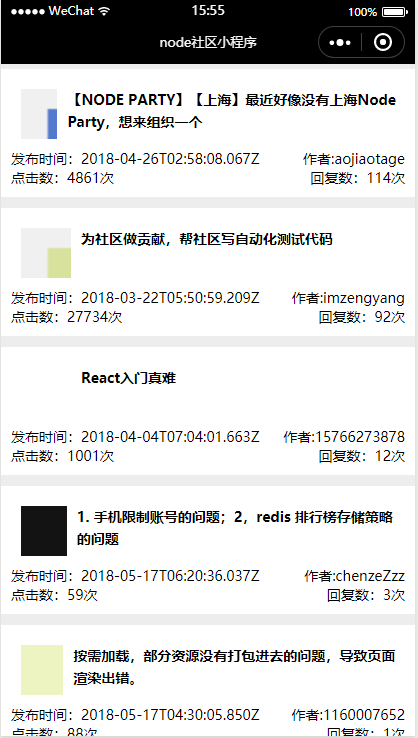 WeChat 15:55 100%
node社区小程序
【NODE PARTY】【上海】最近好像没有上海Node
Party，想来组织一个
发布时间：2018-04-26T02:58:08.067Z 作者:aojiaotage
点击数：4861次 回复数：114次
为社区做贡献，帮社区写自动化测试代码
发布时间：2018-03-22T05:50:59.209Z 作者:imzengyang
点击数：27734次 回复数：92次
React入门真难
发布时间：2018-04-04T07:04:01.663Z 作者:15766273878
点击数：1001次 回复数：12次
1. 手机限制账号的问题；2，redis 排行榜存储策略
的问题
发布时间：2018-05-17T06:20:36.037Z 作者:chenzeZzz
点击数：59次 回复数：3次
按需加载，部分资源没有打包进去的问题，导致页面
渲染出错。
发布时间：2018-05-17T04:30:05.850Z 作者:1160007652
点击数：88次 回复数：1次